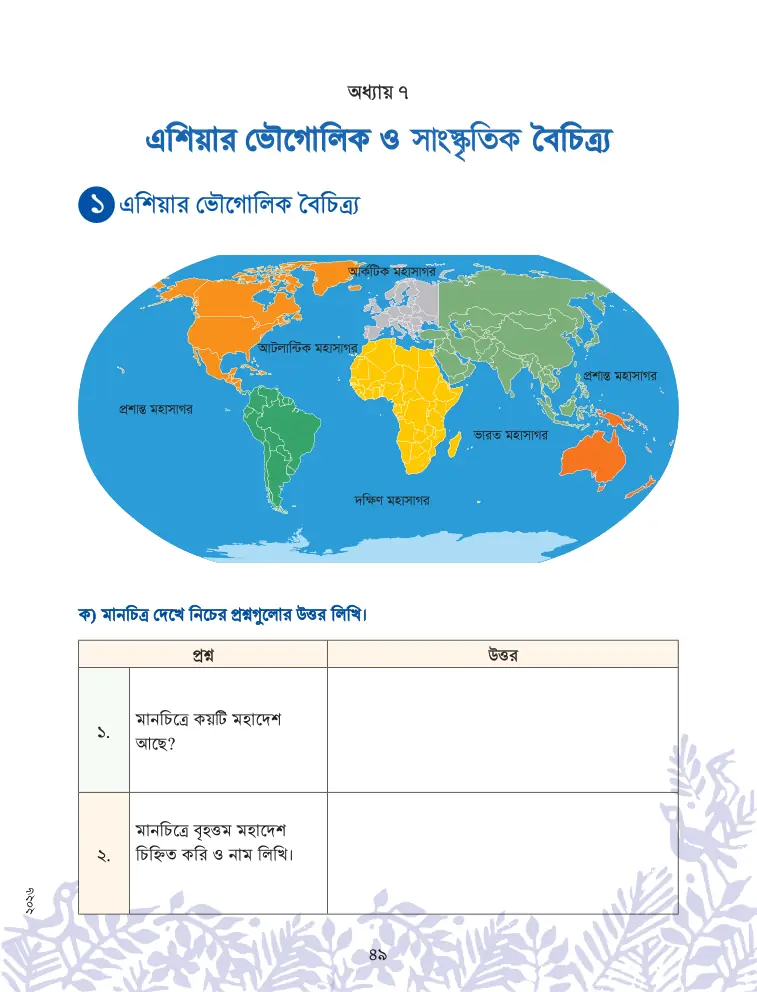 অধ্যায় ৭
এশিয়ার ভৌগোলিক ও সাংস্কৃতিক বৈচিত্র্য
১ এশিয়ার ভৌগোলিক বৈচিত্র্য
আর্কটিক মহাসাগর
আটলান্টিক মহাসাগর
প্রশান্ত মহাসাগর
প্রশান্ত মহাসাগর
ভারত মহাসাগর
দক্ষিণ মহাসাগর
ক) মানচিত্র দেখে নিচের প্রশ্নগুলোর উত্তর লিখি।
প্রশ্ন উত্তর
১. মানচিত্রে কয়টি মহাদেশ
আছে?
২. মানচিত্রে বৃহত্তম মহাদেশ
চিহ্নিত করি ও নাম লিখি।
২০২৬
৪৯